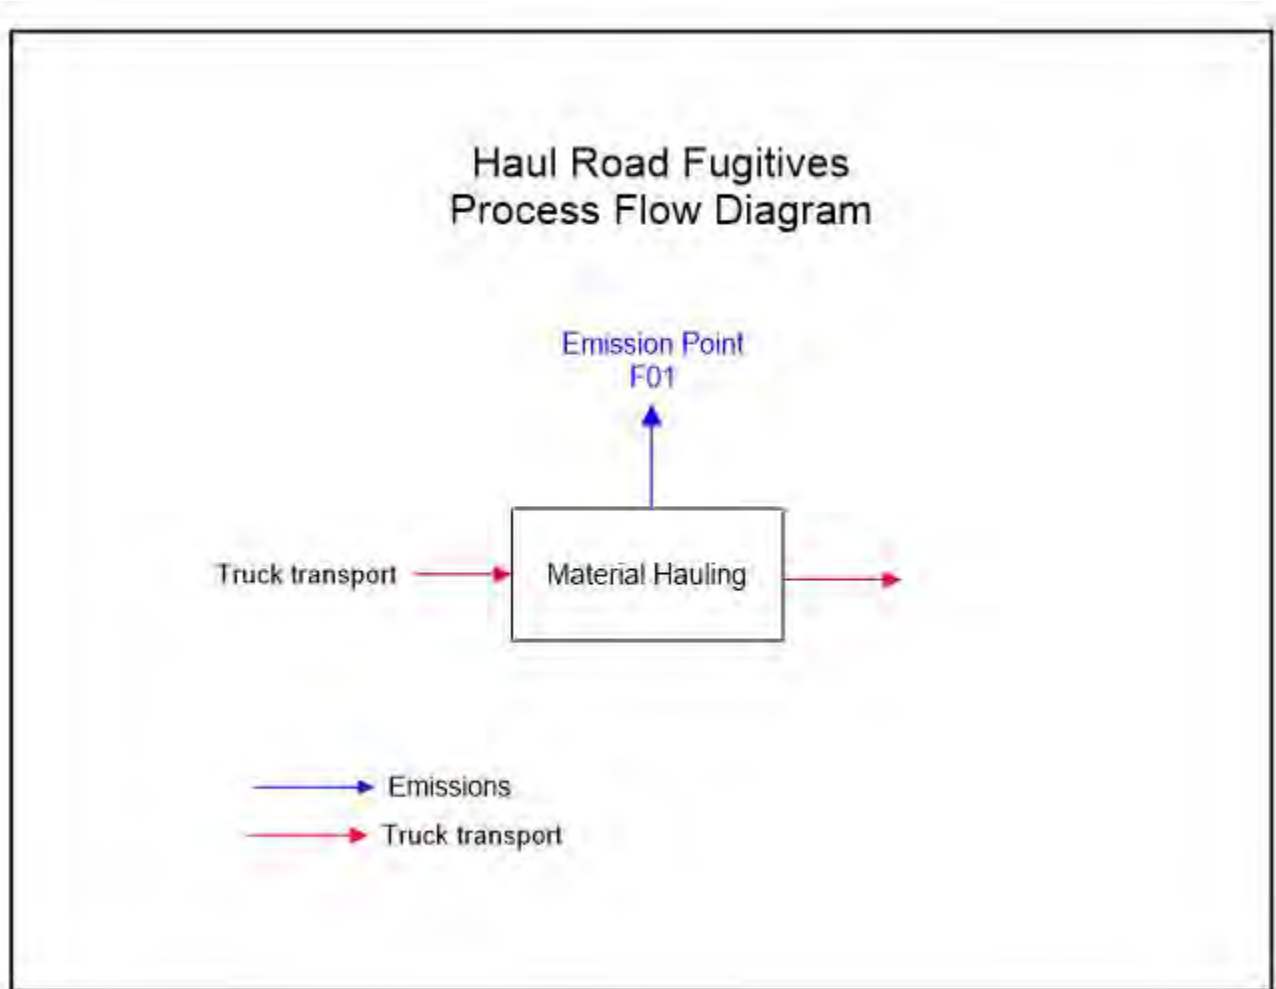 Haul Road Fugitives
Process Flow Diagram
Emission Point
F01
Truck transport
Material Hauling
Emissions
Truck transport